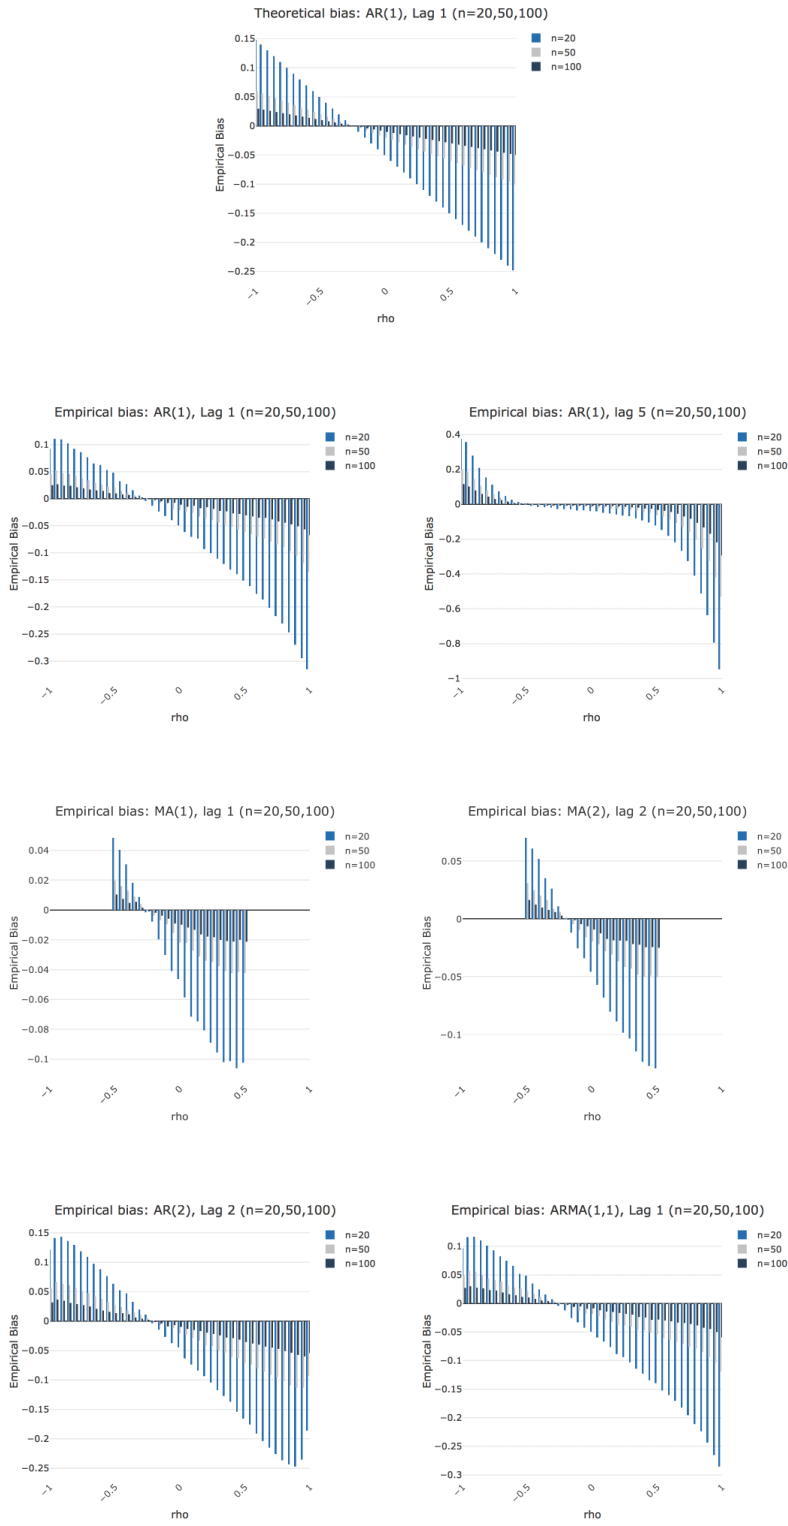 Theoretical bias: AR(1), Lag 1 (n=20,50,100)
n=20
n=50
n=100
0.15
0.1
0.05
0
−0.05
−0.1
−0.15
−0.2
−0.25
Empirical Bias
−1
−0.5
0
0.5
1
rho
Empirical bias: AR(1), Lag 1 (n=20,50,100)
n=20
n=50
n=100
0.1
0.05
0
−0.05
−0.1
−0.15
−0.2
−0.25
−0.3
Empirical Bias
−1
−0.5
0
0.5
1
rho
Empirical bias: AR(1), lag 5 (n=20,50,100)
n=20
n=50
n=100
0.4
0.2
0
−0.2
−0.4
−0.6
−0.8
−1
Empirical Bias
−1
−0.5
0
0.5
1
rho
Empirical bias: MA(1), lag 1 (n=20,50,100)
n=20
n=50
n=100
0.04
0.02
0
−0.02
−0.04
−0.06
−0.08
−0.1
Empirical Bias
−1
−0.5
0
0.5
1
rho
Empirical bias: MA(2), lag 2 (n=20,50,100)
n=20
n=50
n=100
0.05
0
−0.05
−0.1
Empirical Bias
−1
−0.5
0
0.5
1
rho
Empirical bias: AR(2), Lag 2 (n=20,50,100)
n=20
n=50
n=100
0.15
0.1
0.05
0
−0.05
−0.1
−0.15
−0.2
−0.25
Empirical Bias
−1
−0.5
0
0.5
1
rho
Empirical bias: ARMA(1,1), Lag 1 (n=20,50,100)
n=20
n=50
n=100
0.1
0.05
0
−0.05
−0.1
−0.15
−0.2
−0.25
−0.3
Empirical Bias
−1
−0.5
0
0.5
1
rho